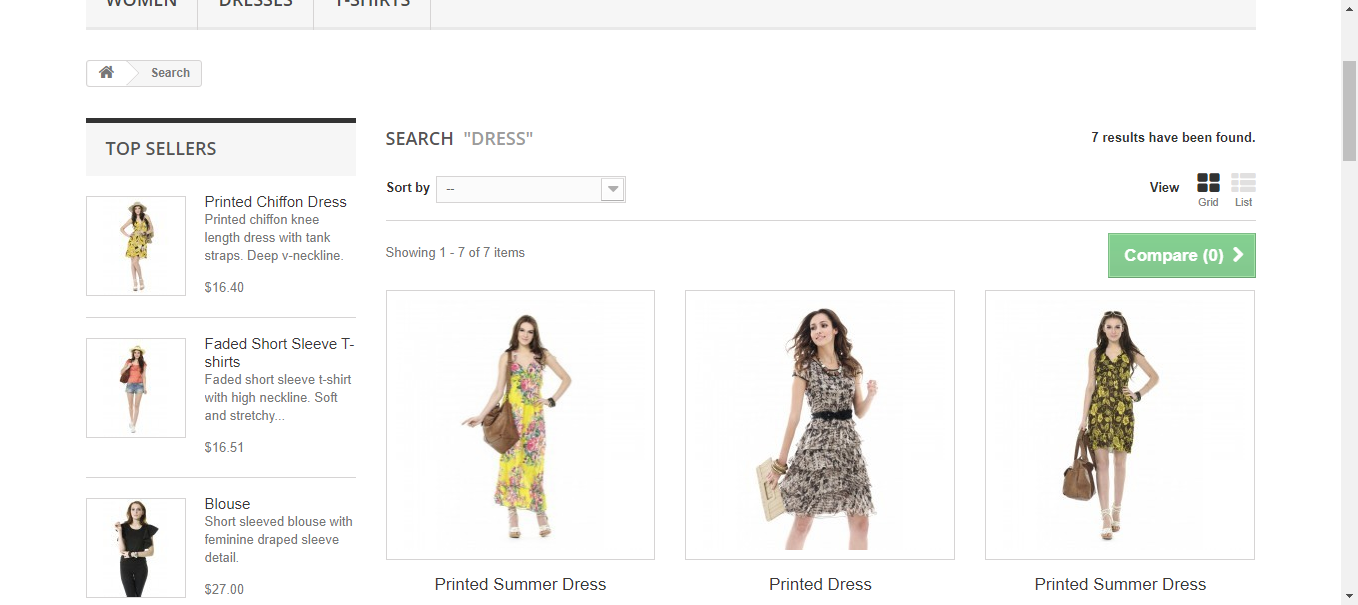 WOMEN DRESSES T-SHIRTS
Search
TOP SELLERS
Printed Chiffon Dress
Printed chiffon knee
length dress with tank
straps. Deep v-neckline.
$16.40
Faded Short Sleeve T-
shirts
Faded short sleeve t-shirt
with high neckline. Soft
and stretchy...
$16.51
Blouse
Short sleeved blouse with
feminine draped sleeve
detail.
$27.00
SEARCH "DRESS"
7 results have been found.
Sort by --
View
Grid List
Showing 1 - 7 of 7 items
Compare (0)
Printed Summer Dress
Printed Dress
Printed Summer Dress